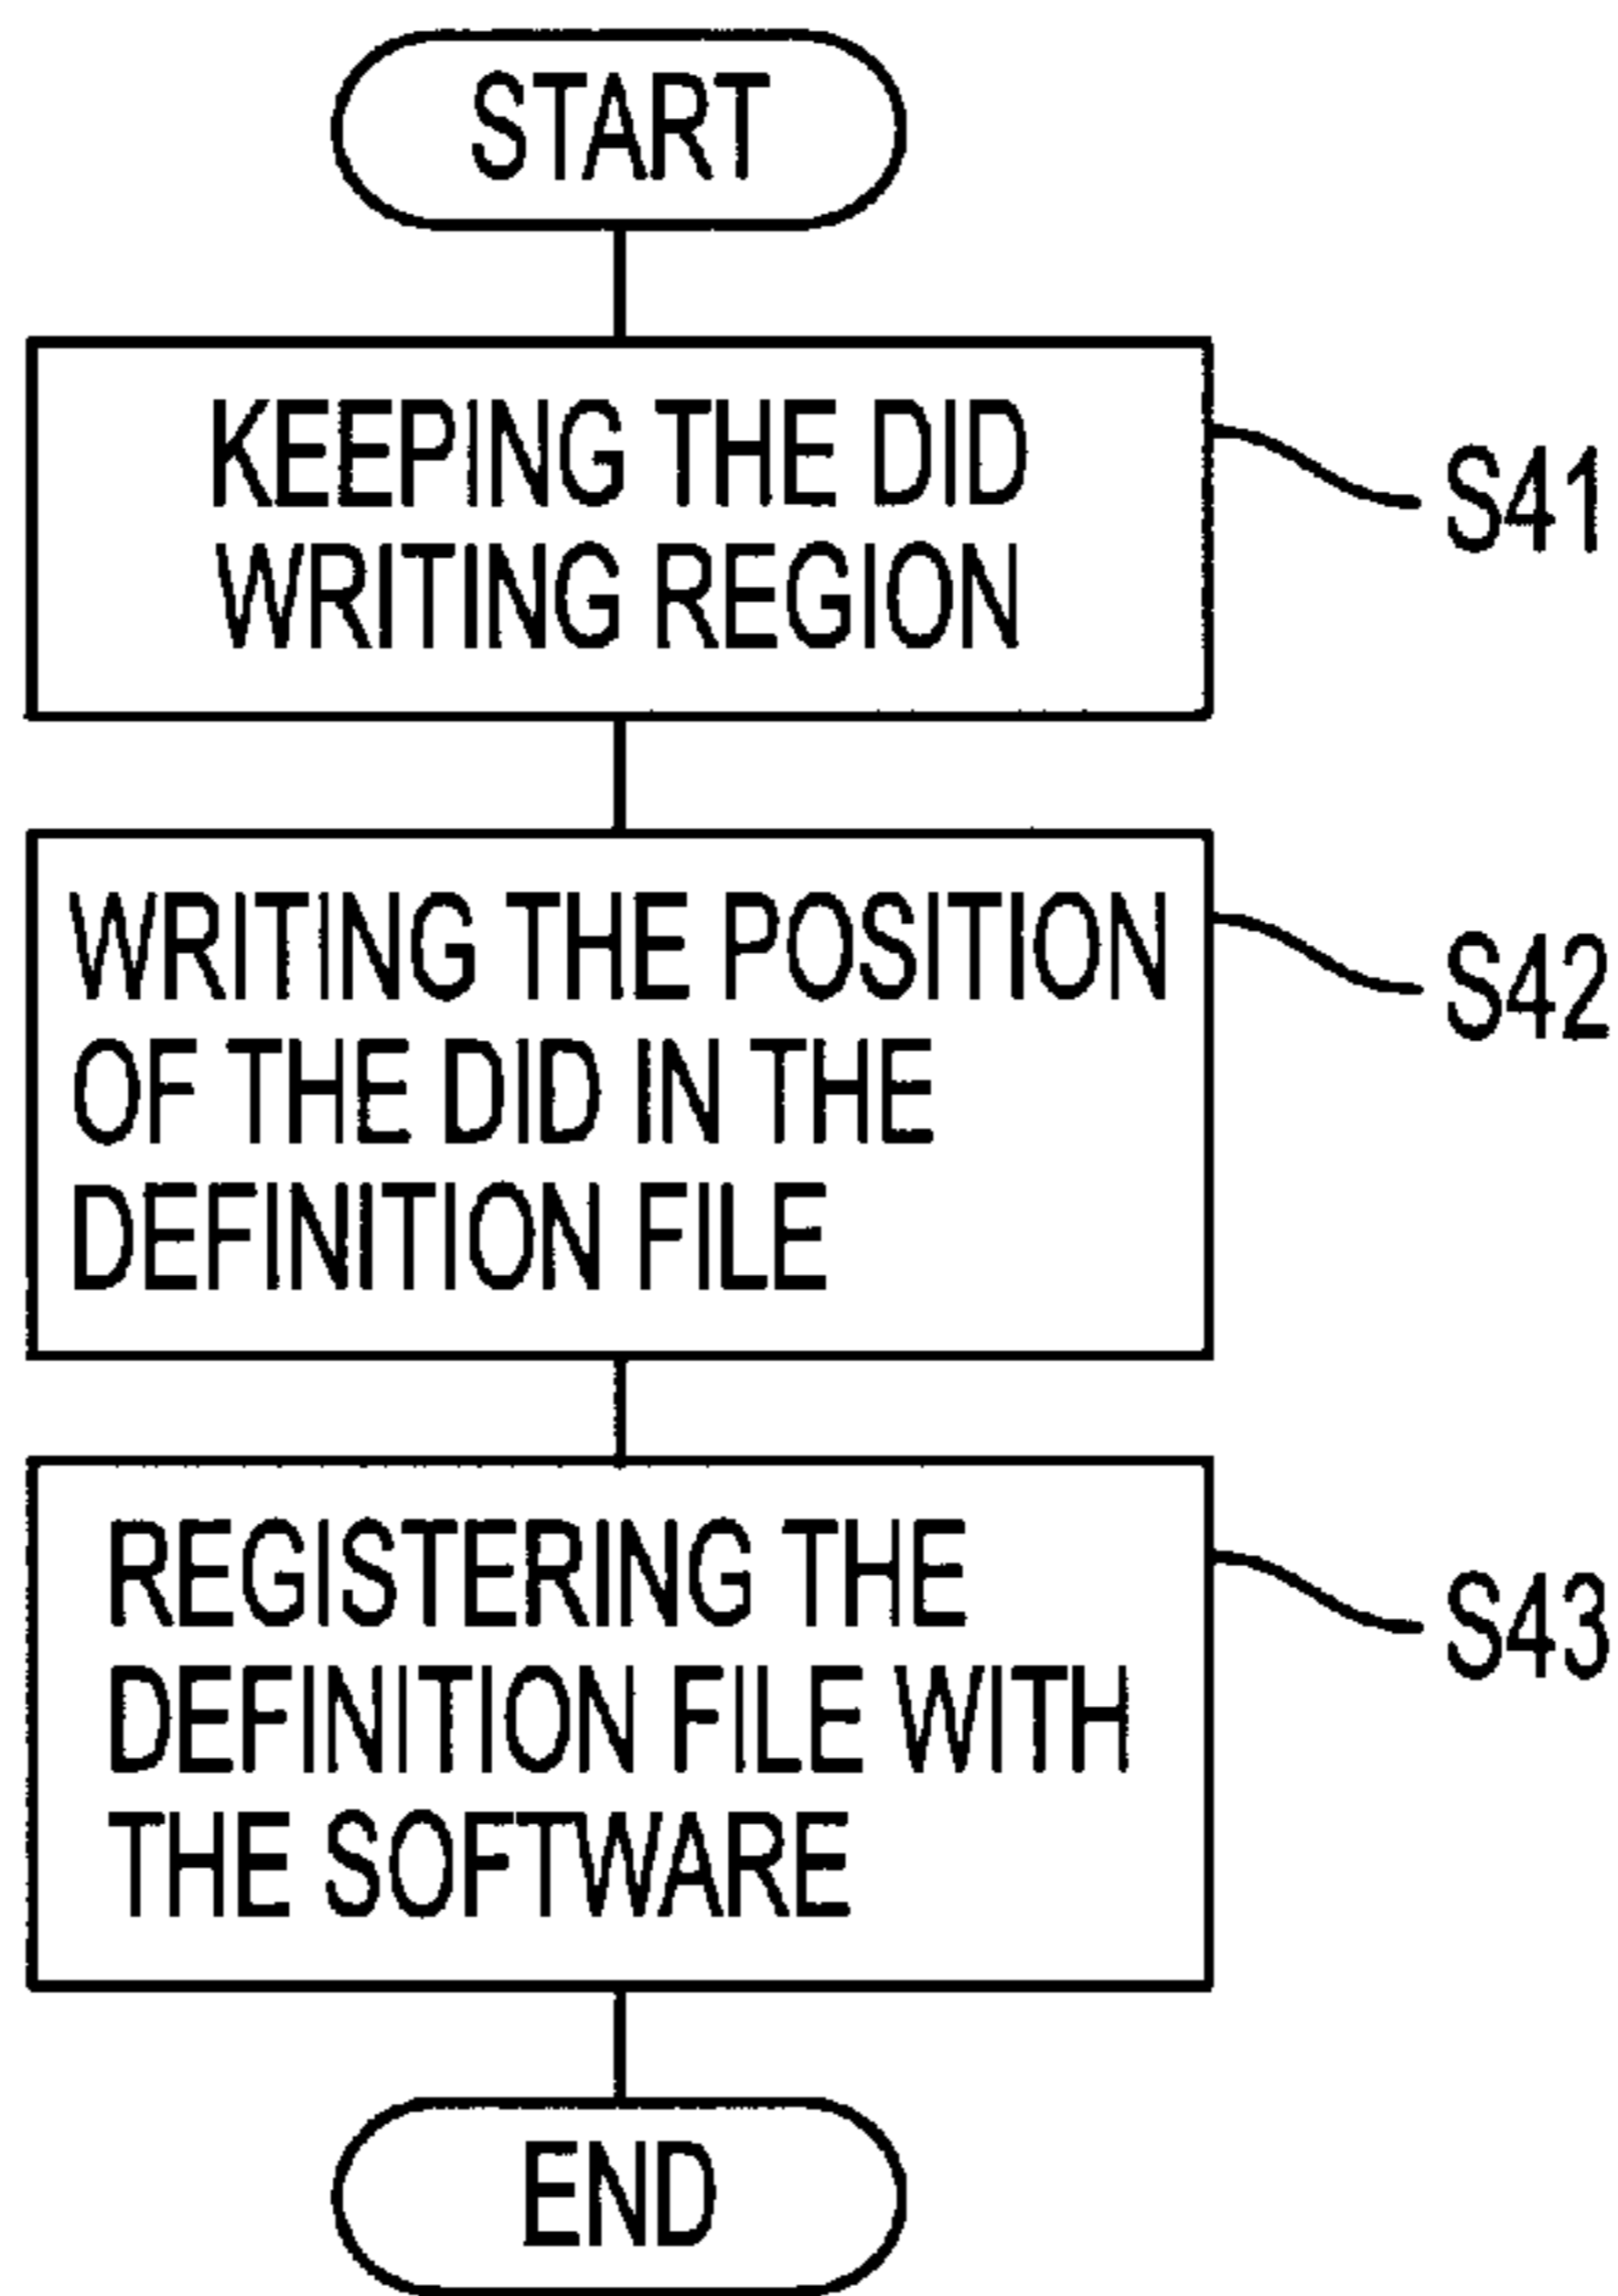 START
KEEPING THE DID
WRITING REGION
S41
WRITING THE POSITION
OF THE DID IN THE
DEFINITION FILE
S42
REGISTERING THE
DEFINITION FILE WITH
THE SOFTWARE
S43
END